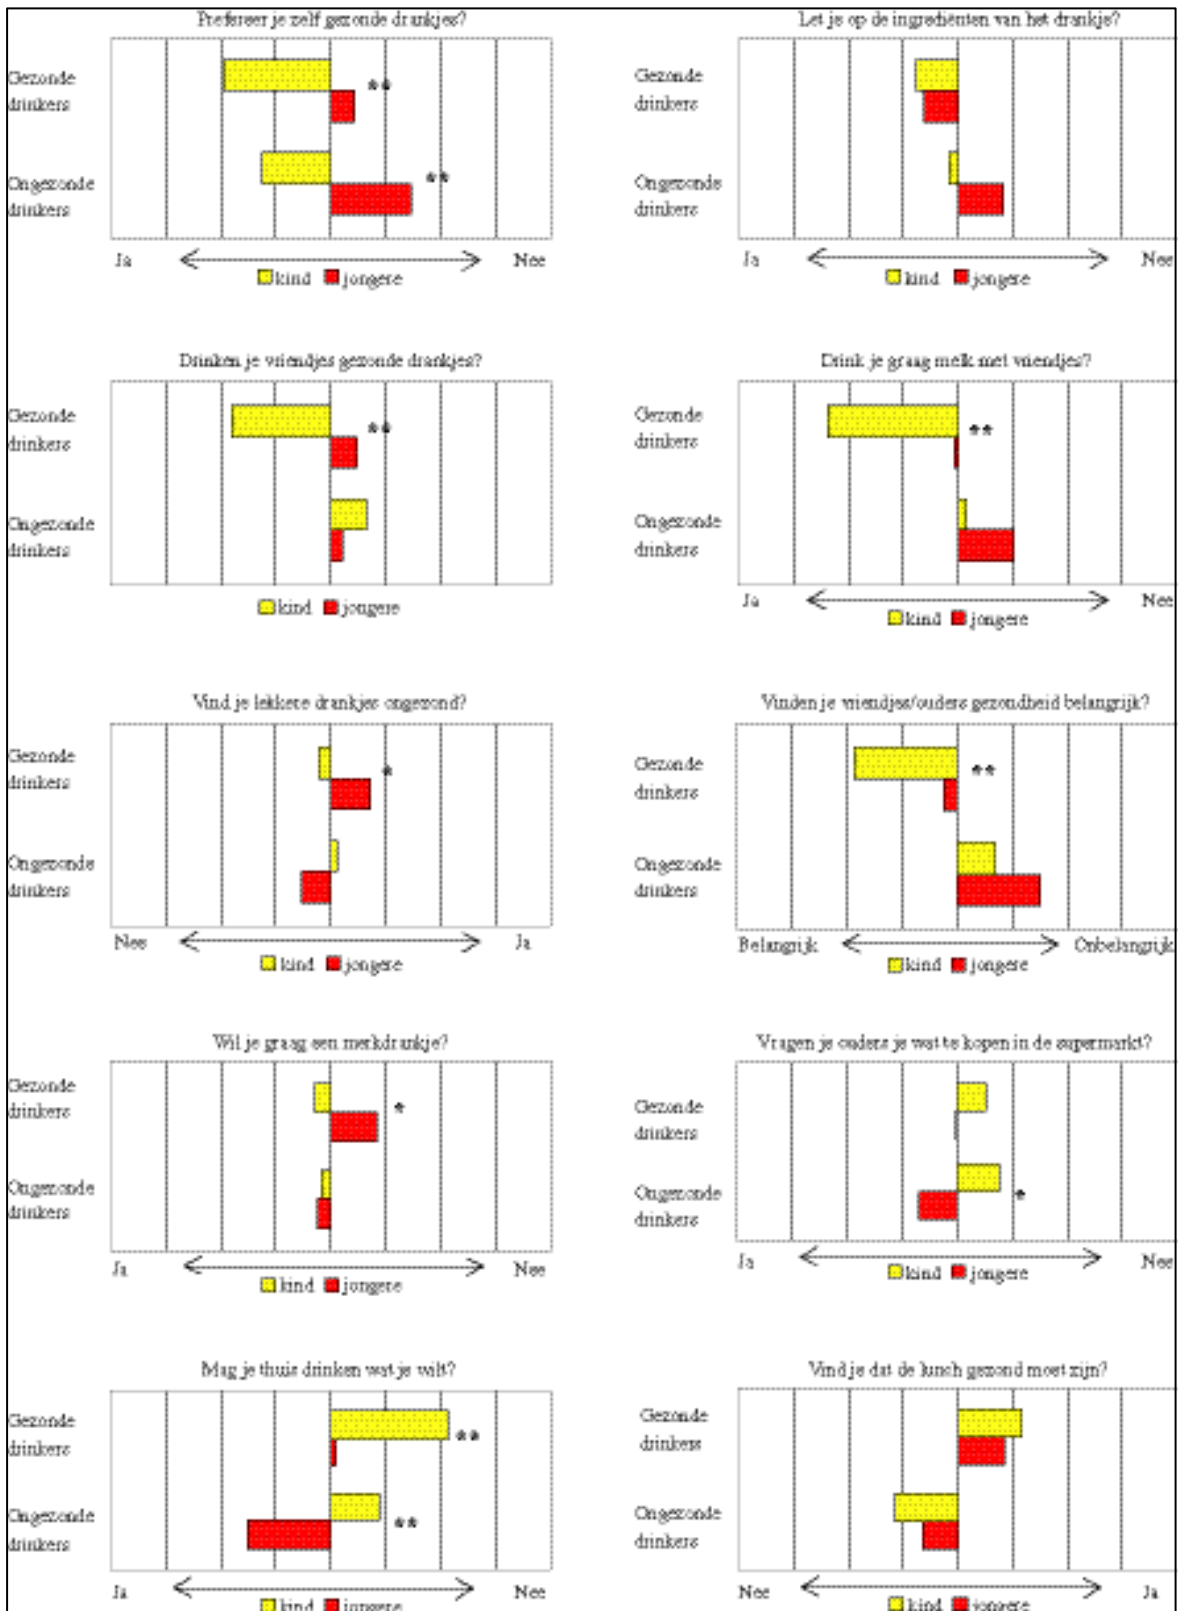 Prefereer je zelf gezonde drankjes?
Gezonde
drinkers
**
Ongezonde
drinkers
**
Ja
Nee
kind jongere
Let je op de ingrediënten van het drankje?
Gezonde
drinkers
Ongezonde
drinkers
Ja
Nee
kind jongere
Drinken je vriendjes gezonde drankjes?
Gezonde
drinkers
**
Ongezonde
drinkers
kind jongere
Drink je graag melk met vriendjes?
Gezonde
drinkers
**
Ongezonde
drinkers
Ja
Nee
kind jongere
Vind je lekkere drankjes ongezond?
Gezonde
drinkers
*
Ongezonde
drinkers
Nee
Ja
kind jongere
Vinden je vriendjes/ouders gezondheid belangrijk?
Gezonde
drinkers
**
Ongezonde
drinkers
Belangrijk
Onbelangrijk
kind jongere
Wil je graag een merkdrankje?
Gezonde
drinkers
*
Ongezonde
drinkers
Ja
Nee
kind jongere
Vragen je ouders je wat te kopen in de supermarkt?
Gezonde
drinkers
Ongezonde
drinkers
*
Ja
Nee
kind jongere
Mag je thuis drinken wat je wilt?
Gezonde
drinkers
**
Ongezonde
drinkers
**
Ja
Nee
kind jongere
Vind je dat de lunch gezond moet zijn?
Gezonde
drinkers
Ongezonde
drinkers
Nee
Ja
kind jongere